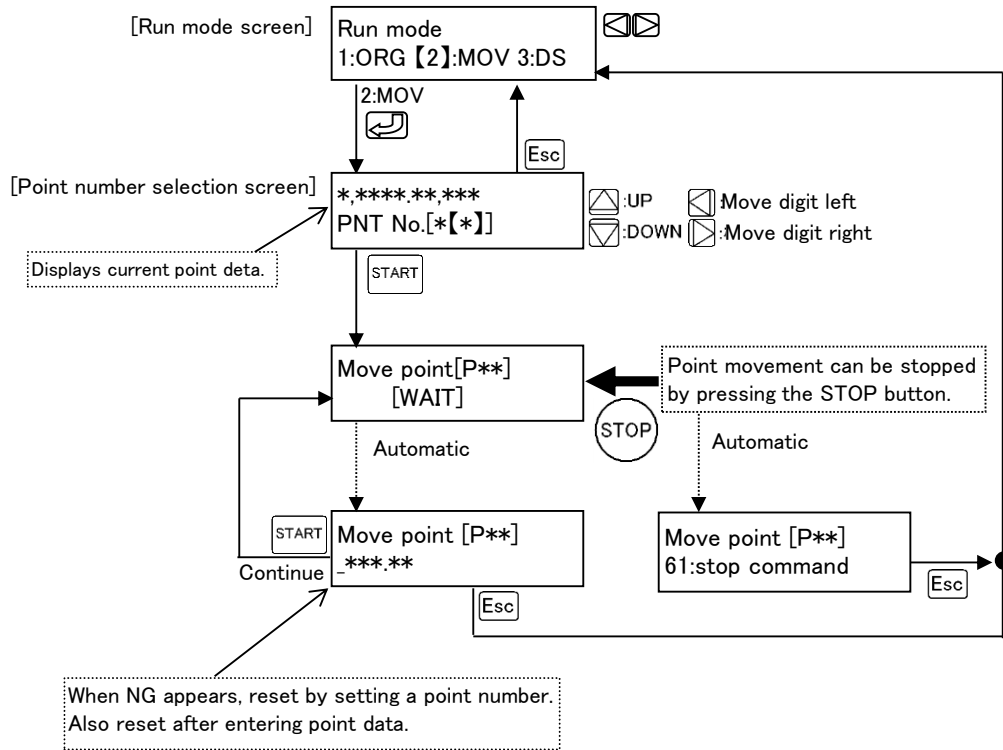 [Run mode screen]
Run mode
1:ORG【2】:MOV 3:DS
2:MOV
Esc
[Point number selection screen]
*,****.**,***
PNT No.[*【*】]
:UP
:Move digit left
:DOWN
:Move digit right
Displays current point deta.
START
Move point[P**]
[WAIT]
Point movement can be stopped
by pressing the STOP button.
STOP
Automatic
Automatic
START
Continue
Move point [P**]
_***.**
Esc
Move point [P**]
61:stop command
Esc
When NG appears, reset by setting a point number.
Also reset after entering point data.